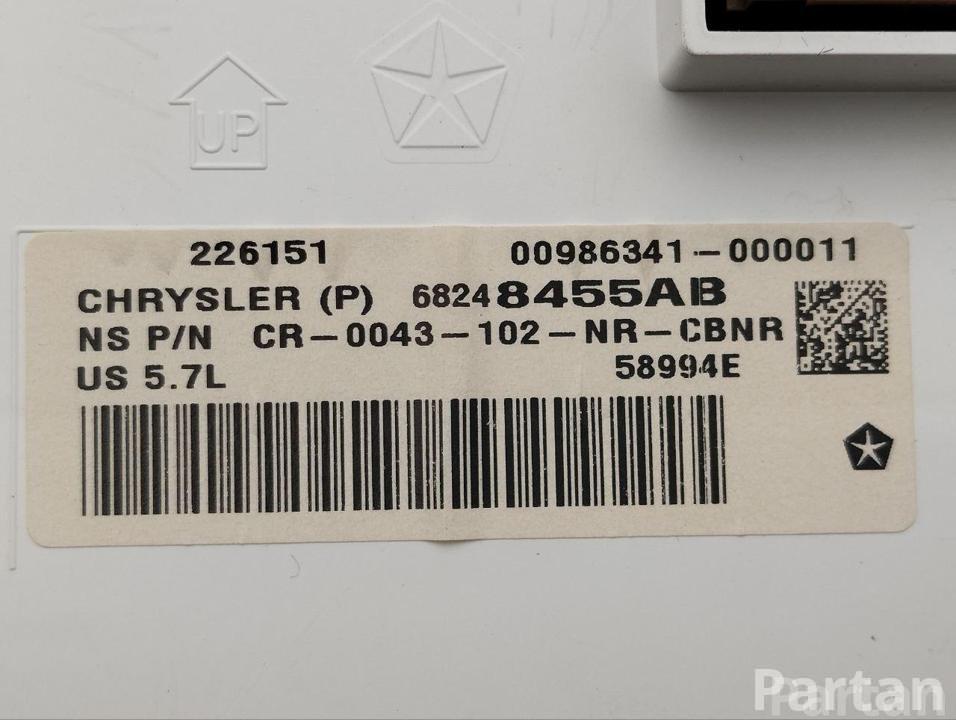 UP
226151 00986341-000011
CHRYSLER (P) 68248455AB
NS P/N CR-0043-102-NR-CBNR
US 5.7L 58994E
Partan